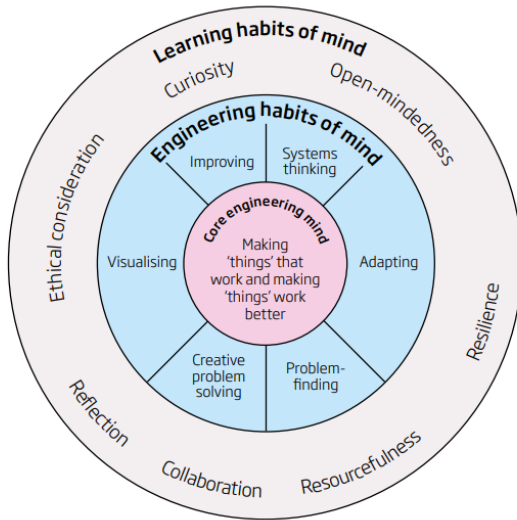 Learning habits of mind
Curiosity
Open-mindedness
Ethical consideration
Resilience
Reflection
Collaboration
Resourcefulness
Engineering habits of mind
Improving
Systems
thinking
Visualising
Adapting
Creative
problem
solving
Problem-
finding
Core engineering mind
Making
‘things’ that
work and making
‘things’ work
better